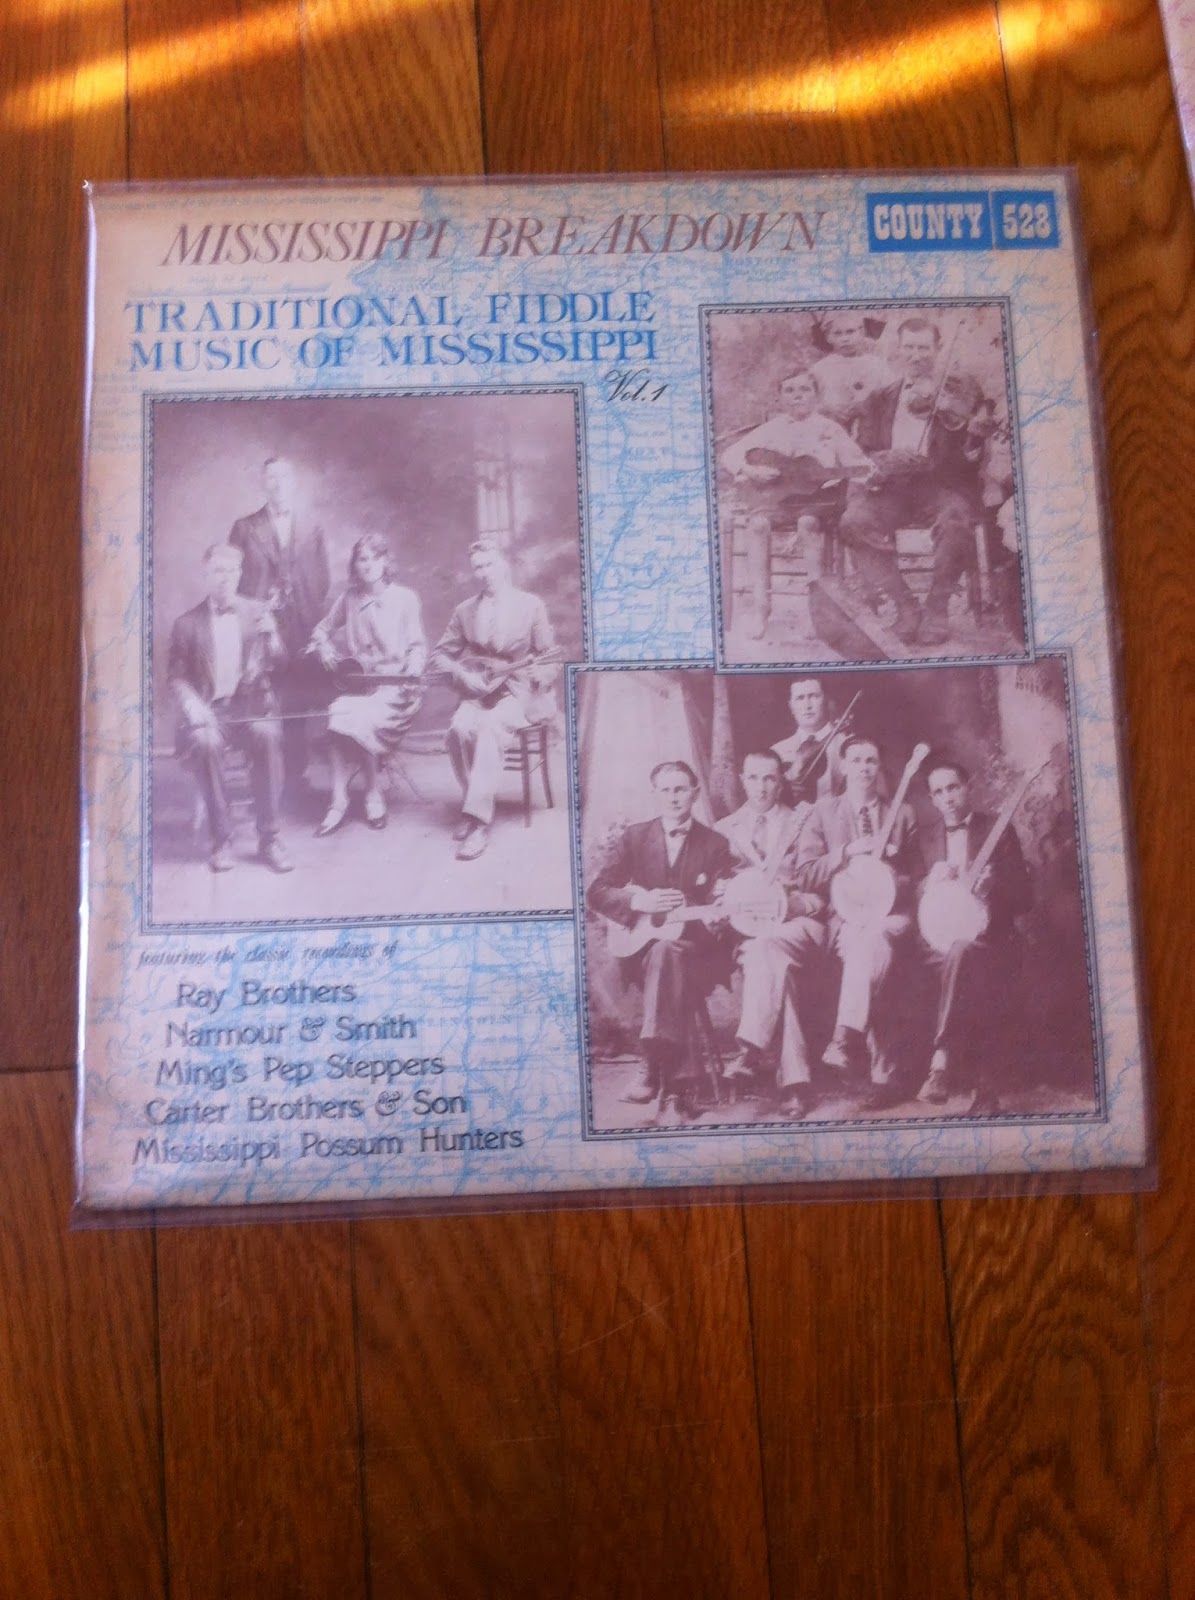 MISSISSIPPI BREAKDOWN
COUNTY 528
TRADITIONAL FIDDLE
MUSIC OF MISSISSIPPI
Vol. 1
featuring the classic recordings of
Ray Brothers
Narmour & Smith
Ming's Pep Steppers
Carter Brothers & Son
Mississippi Possum Hunters